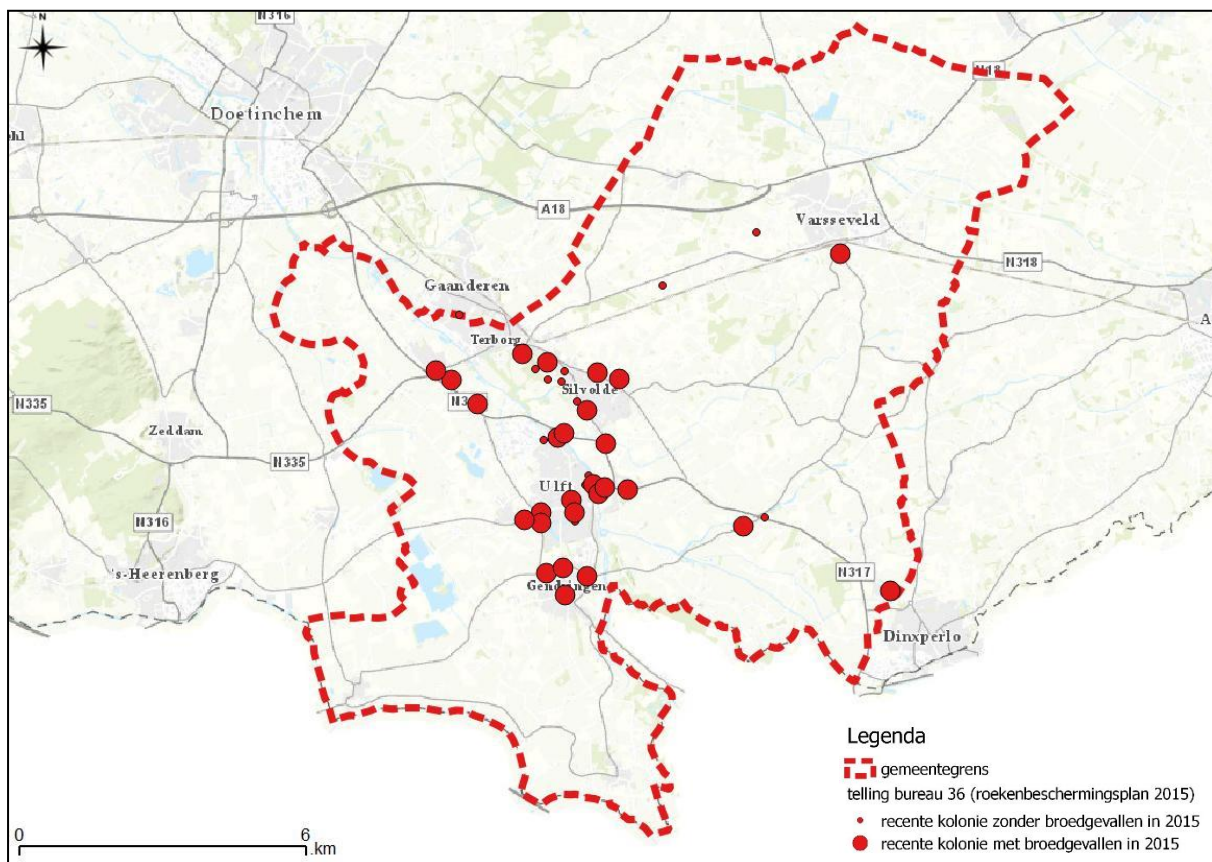 N
N316
Doetinchem
ohl
N18
A18
Varsseveld
N318
Gaanderen
Terborg
Silvolde
N335
Zeddam
N335
Ulft
N316
's-Heerenberg
N317
Gendringen
Dinxperlo
Legenda
gemeentegrens
telling bureau 36 (roekenbeschermingsplan 2015)
recente kolonie zonder broedgevallen in 2015
recente kolonie met broedgevallen in 2015
0 6
.km